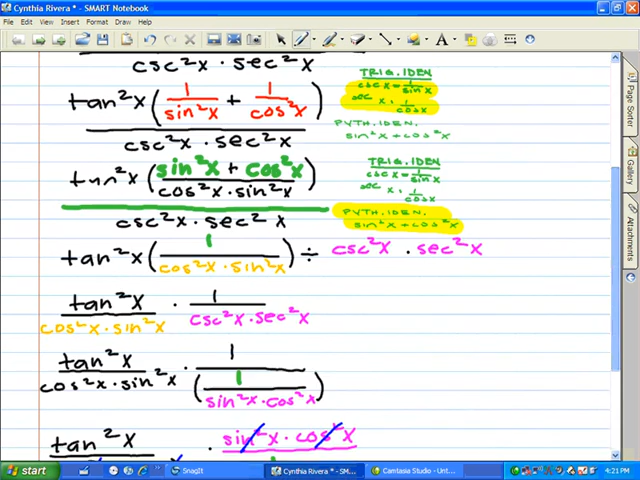 Cynthia Rivera * - SMART Notebook
File Edit View Insert Format Draw Help
csc²x · sec²x
tan²x ( 1/sin²x + 1/cos²x )
csc²x · sec²x
TRIG. IDEN
csc x = 1/sin x
sec x · 1/cos x
PYTH. IDEN.
sin²x + cos²x
tan²x ( sin²x + cos²x / cos²x · sin²x )
csc²x · sec²x
TRIG. IDEN
csc x = 1/sin x
sec x · 1/cos x
PYTH. IDEN.
sin²x + cos²x
tan²x ( 1 / cos²x · sin²x ) ÷ csc²x · sec²x
tan²x / cos²x · sin²x · 1 / csc²x · sec²x
tan²x / cos²x · sin²x · 1 / ( 1 / sin²x · cos²x )
tan²x · sin²x · cos²x
Page Sorter
Gallery
Attachments
start
SnagIt
Cynthia Rivera * - SM...
Camtasia Studio - Unt...
4:21 PM